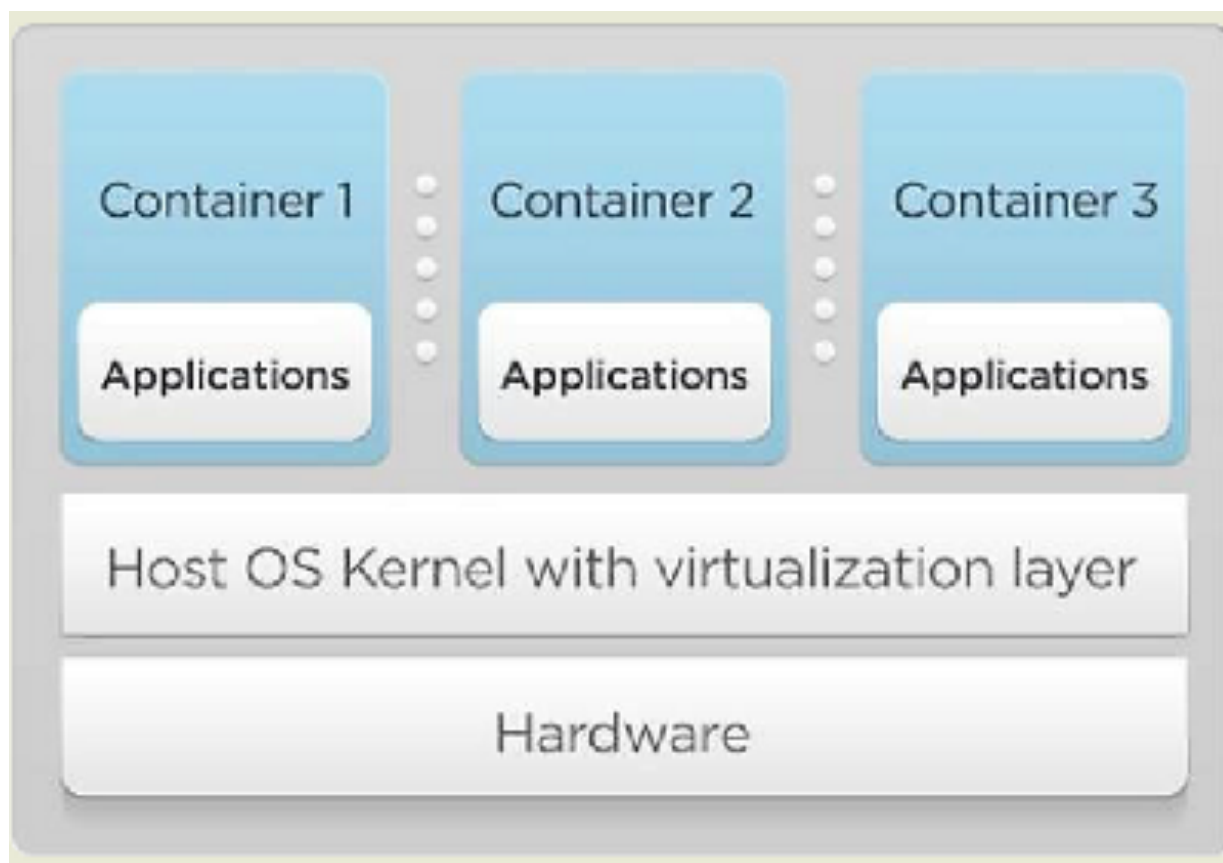 Container 1
Container 2
Container 3
Applications
Applications
Applications
Host OS Kernel with virtualization layer
Hardware